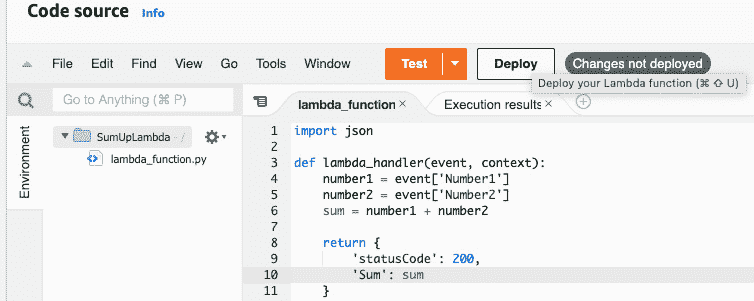 Code source Info
File Edit Find View Go Tools Window Test Deploy Changes not deployed
Deploy your Lambda function (⌘ ⇧ U)
Go to Anything (⌘ P)
lambda_function × Execution results ×
Environment
SumUpLambda - /
lambda_function.py
1 import json
2
3 def lambda_handler(event, context):
4     number1 = event['Number1']
5     number2 = event['Number2']
6     sum = number1 + number2
7
8     return {
9         'statusCode': 200,
10         'Sum': sum
11     }